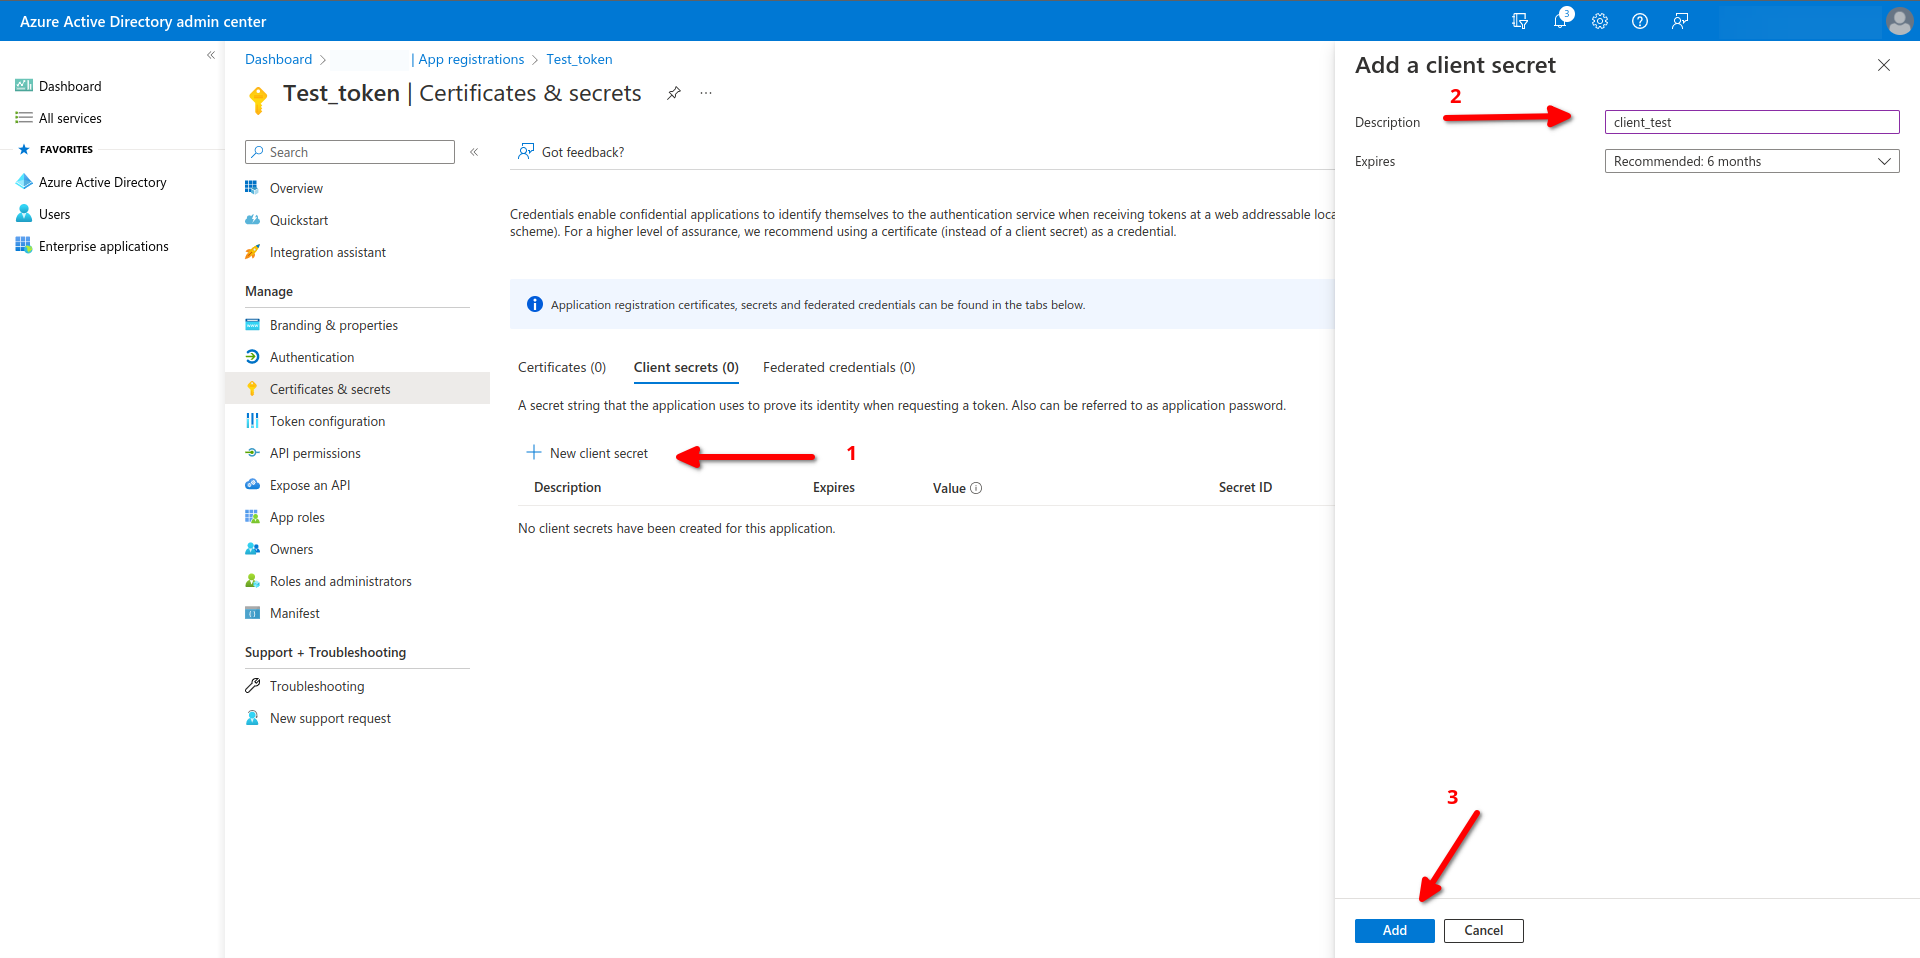 Azure Active Directory admin center
3
Dashboard
All services
FAVORITES
Azure Active Directory
Users
Enterprise applications
Dashboard > | App registrations > Test_token
Test_token | Certificates & secrets
Search
Overview
Quickstart
Integration assistant
Manage
Branding & properties
Authentication
Certificates & secrets
Token configuration
API permissions
Expose an API
App roles
Owners
Roles and administrators
Manifest
Support + Troubleshooting
Troubleshooting
New support request
Got feedback?
Credentials enable confidential applications to identify themselves to the authentication service when receiving tokens at a web addressable loca
scheme). For a higher level of assurance, we recommend using a certificate (instead of a client secret) as a credential.
Application registration certificates, secrets and federated credentials can be found in the tabs below.
Certificates (0) Client secrets (0) Federated credentials (0)
A secret string that the application uses to prove its identity when requesting a token. Also can be referred to as application password.
New client secret 1
Description Expires Value Secret ID
No client secrets have been created for this application.
Add a client secret
2
Description client_test
Expires Recommended: 6 months
3
Add Cancel